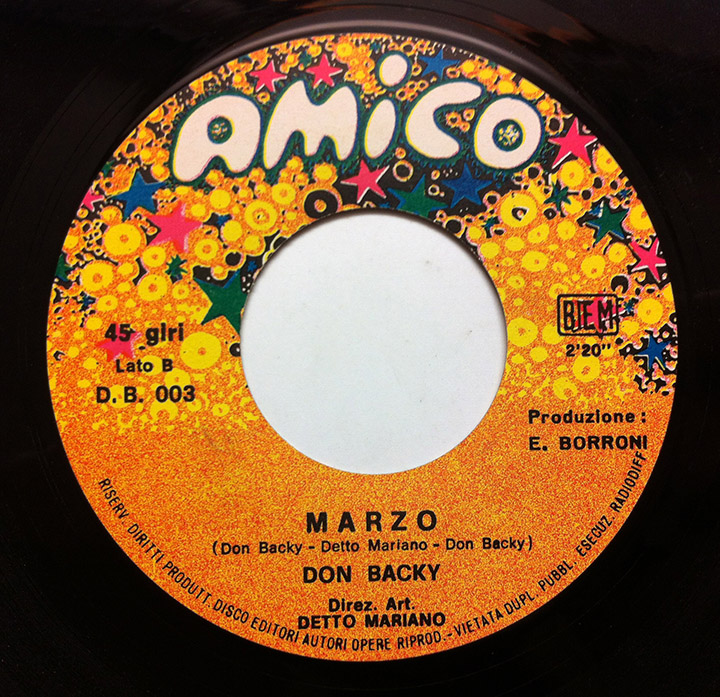 AMiCO
45 giri
Lato B
D. B. 003
BIEM
2'20"
Produzione :
E. BORRONI
MARZO
(Don Backy - Detto Mariano - Don Backy)
DON BACKY
Direz. Art.
DETTO MARIANO
RISERV. DIRITTI PRODUTT. DISCO EDITORI AUTORI OPERE RIPROD. - VIETATA DUPL. PUBBL. ESECUZ. RADIODIFF.